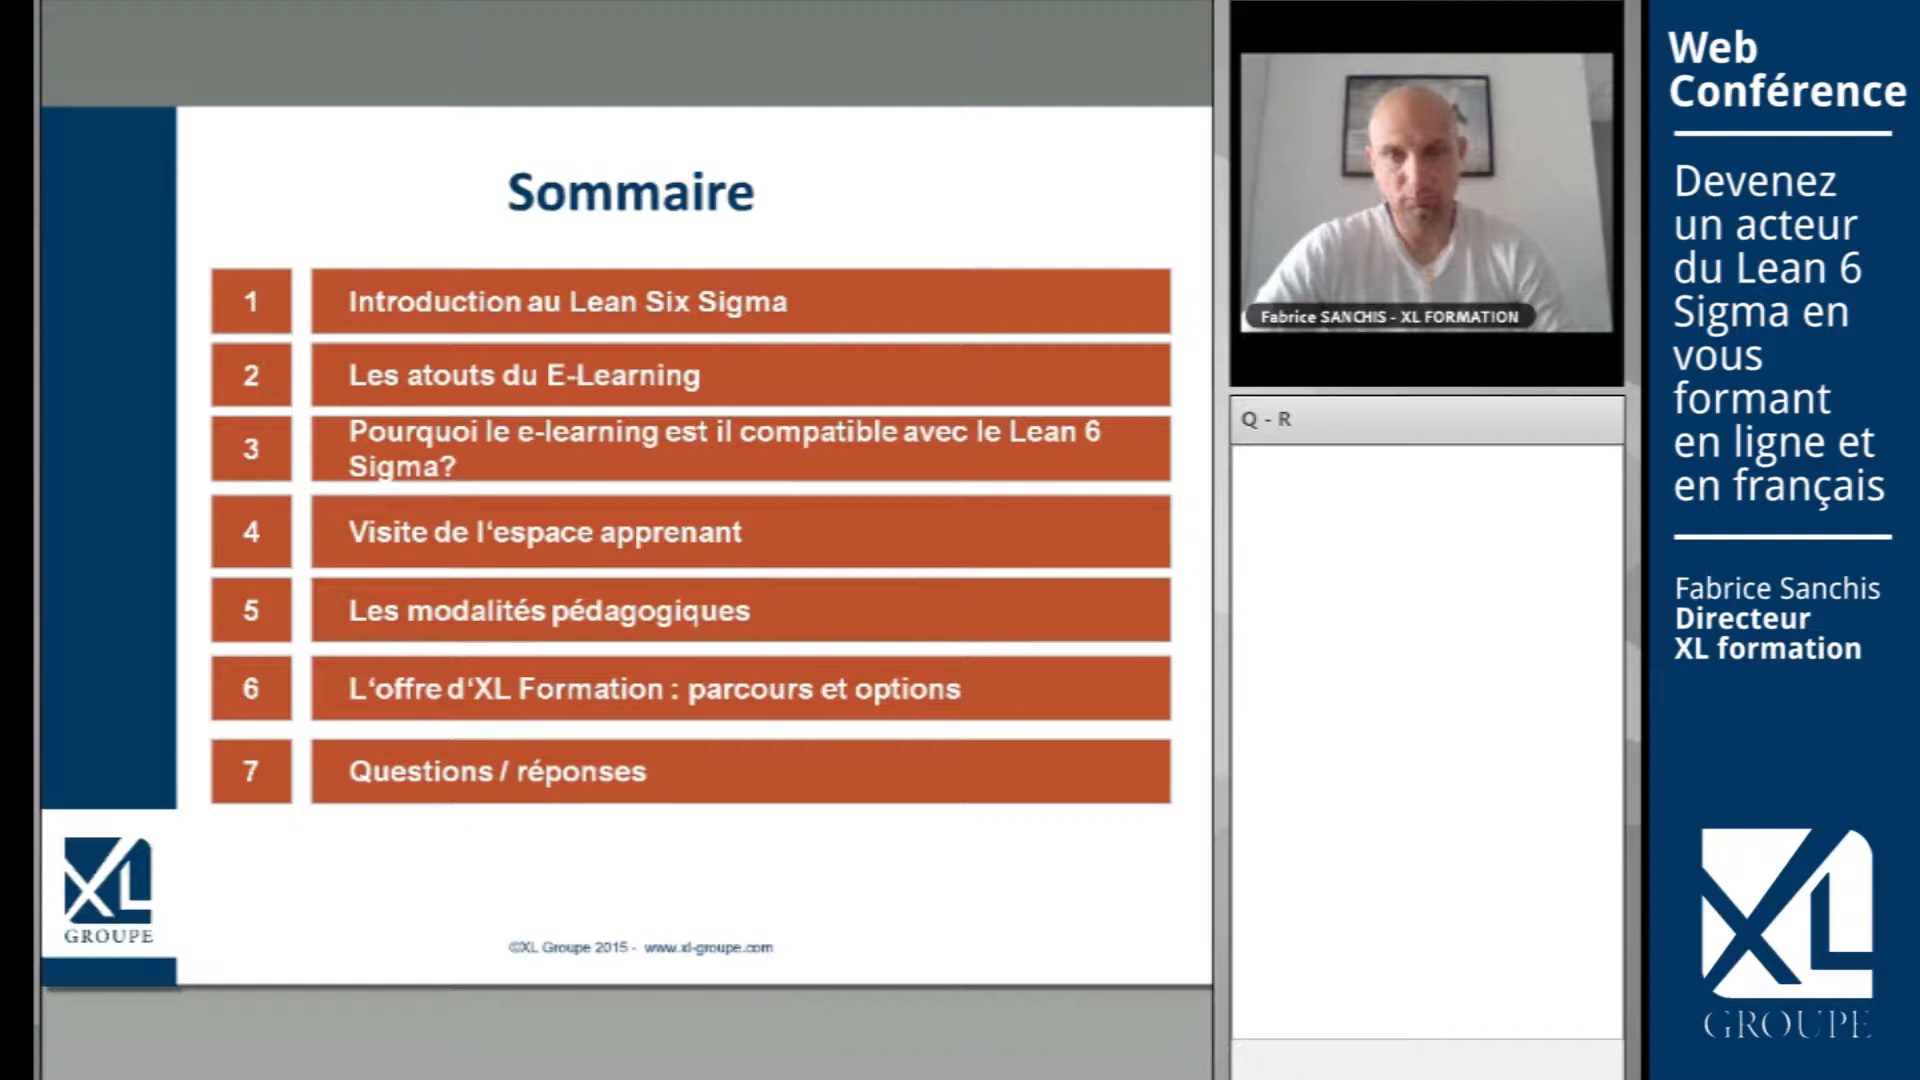 Sommaire
1 Introduction au Lean Six Sigma
2 Les atouts du E-Learning
3 Pourquoi le e-learning est il compatible avec le Lean 6
Sigma?
4 Visite de l‘espace apprenant
5 Les modalités pédagogiques
6 L‘offre d‘XL Formation : parcours et options
7 Questions / réponses
XL
GROUPE
©XL Groupe 2015 - www.xl-groupe.com
Fabrice SANCHIS - XL FORMATION
Q - R
Web
Conférence
Devenez
un acteur
du Lean 6
Sigma en
vous
formant
en ligne et
en français
Fabrice Sanchis
Directeur
XL formation
XL
GROUPE